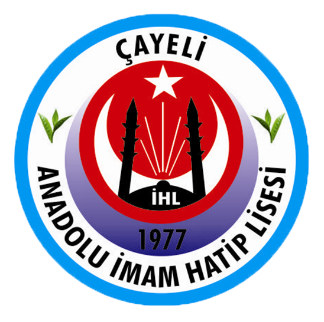 ÇAYELİ
İHL
1977
ANADOLU İMAM HATİP LİSESİ